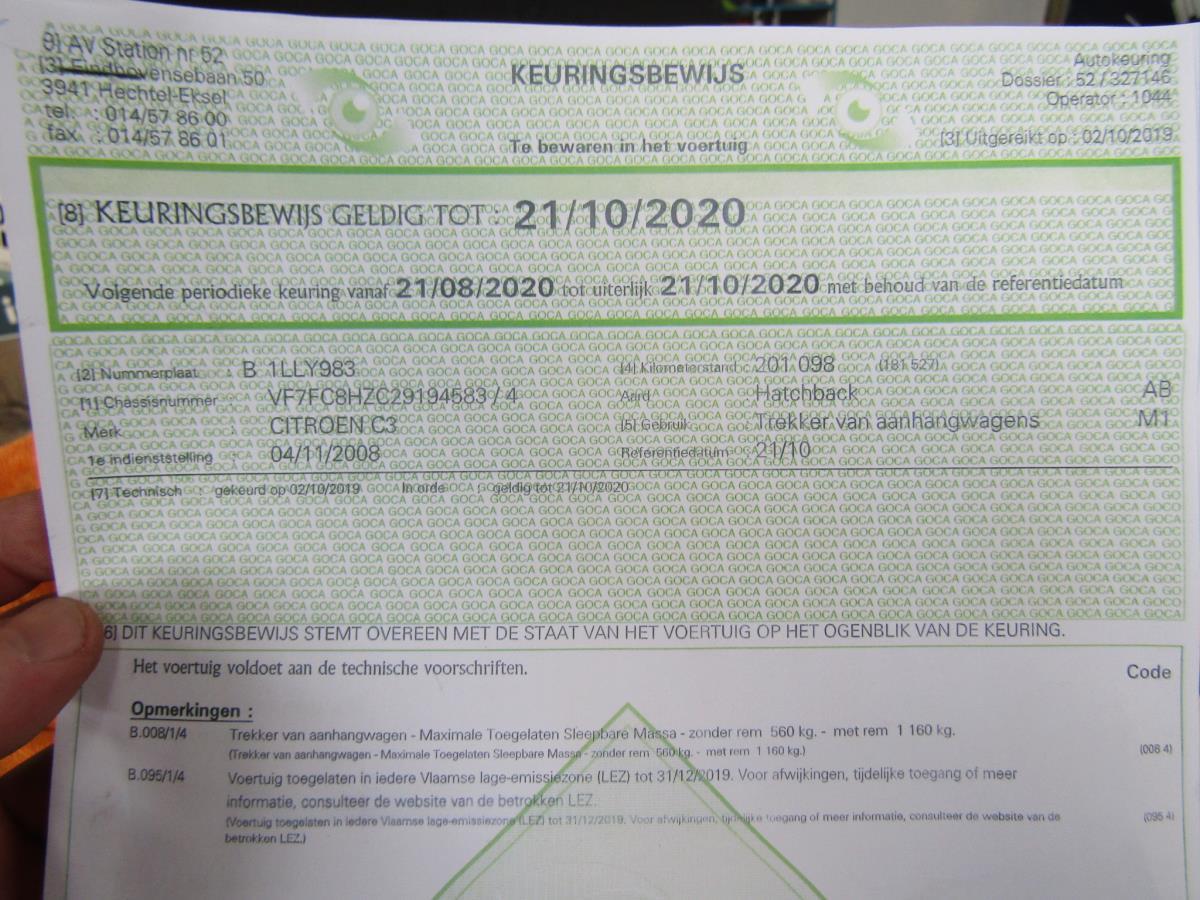 9] AV Station nr 52
[3] Eindhovensebaan 50
3941 Hechtel-Eksel
tel. : 014/57 86 00
fax. : 014/57 86 01
KEURINGSBEWIJS
Te bewaren in het voertuig
Autokeuring
Dossier : 52 / 327146
Operator : 1044
[3] Uitgereikt op : 02/10/2019
[8] KEURINGSBEWIJS GELDIG TOT : 21/10/2020
Volgende periodieke keuring vanaf 21/08/2020 tot uiterlijk 21/10/2020 met behoud van de referentiedatum
[2] Nummerplaat : B 1LLY983 [4] Kilometerstand : 201 098 (181 527)
[1] Chassisnummer : VF7FC8HZC29194583 / 4 Aard : Hatchback AB
Merk : CITROEN C3 [5] Gebruik : Trekker van aanhangwagens M1
1e indienststelling : 04/11/2008 Referentiedatum : 21/10
[7] Technisch : gekeurd op 02/10/2019 In orde geldig tot 21/10/2020
6] DIT KEURINGSBEWIJS STEMT OVEREEN MET DE STAAT VAN HET VOERTUIG OP HET OGENBLIK VAN DE KEURING.
Het voertuig voldoet aan de technische voorschriften. Code
Opmerkingen :
B.008/1/4 Trekker van aanhangwagen - Maximale Toegelaten Sleepbare Massa - zonder rem 560 kg. - met rem 1 160 kg.
(Trekker van aanhangwagen - Maximale Toegelaten Sleepbare Massa - zonder rem 560 kg. - met rem 1 160 kg.) (008 4)
B.095/1/4 Voertuig toegelaten in iedere Vlaamse lage-emissiezone (LEZ) tot 31/12/2019. Voor afwijkingen, tijdelijke toegang of meer
informatie, consulteer de website van de betrokken LEZ.
(Voertuig toegelaten in iedere Vlaamse lage-emissiezone (LEZ) tot 31/12/2019. Voor afwijkingen, tijdelijke toegang of meer informatie, consulteer de website van de (095 4)
betrokken LEZ.)